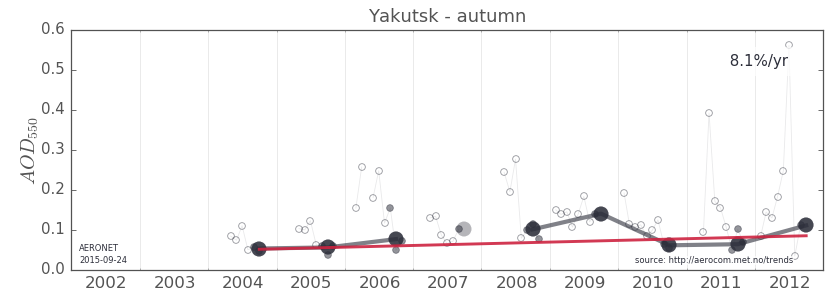 Yakutsk - autumn
0.6
0.5
0.4
0.3
0.2
0.1
0.0
AOD550
8.1%/yr
AERONET
2015-09-24
source: http://aerocom.met.no/trends
2002 2003 2004 2005 2006 2007 2008 2009 2010 2011 2012